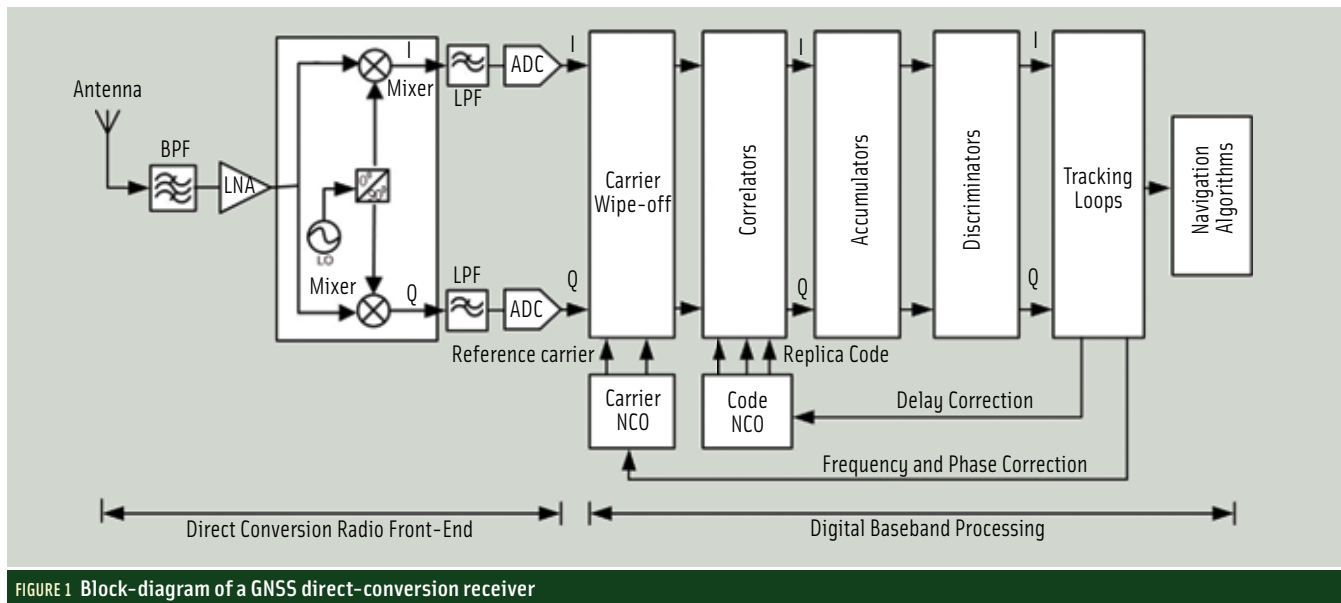 Antenna
BPF
LNA
LO
0° 90°
I
Mixer
Mixer
Q
LPF
ADC
I
LPF
ADC
Q
Carrier
Wipe-off
Correlators
I
Q
Accumulators
Discriminators
I
Q
Tracking
Loops
Navigation
Algorithms
Reference carrier
Replica Code
Carrier
NCO
Code
NCO
Delay Correction
Frequency and Phase Correction
Direct Conversion Radio Front-End
Digital Baseband Processing
FIGURE 1 Block-diagram of a GNSS direct-conversion receiver